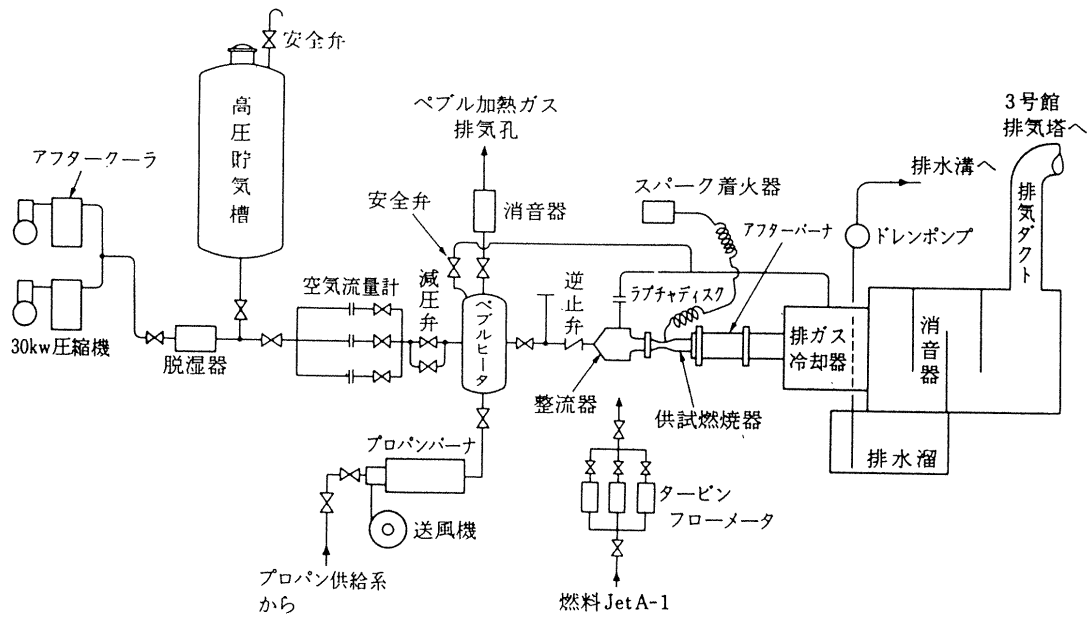 安全弁
高圧貯気槽
アフタークーラ
30kw圧縮機
脱湿器
空気流量計
減圧弁
ペブル加熱ガス
排気孔
安全弁
消音器
ペブルヒータ
逆止弁
整流器
プロパンバーナ
送風機
プロパン供給系
から
スパーク着火器
アフターバーナ
ラプチャディスク
供試燃焼器
タービン
フローメータ
燃料JetA-1
3号館
排気塔へ
排水溝へ
ドレンポンプ
排気ダクト
排ガス
冷却器
消音器
排水溜